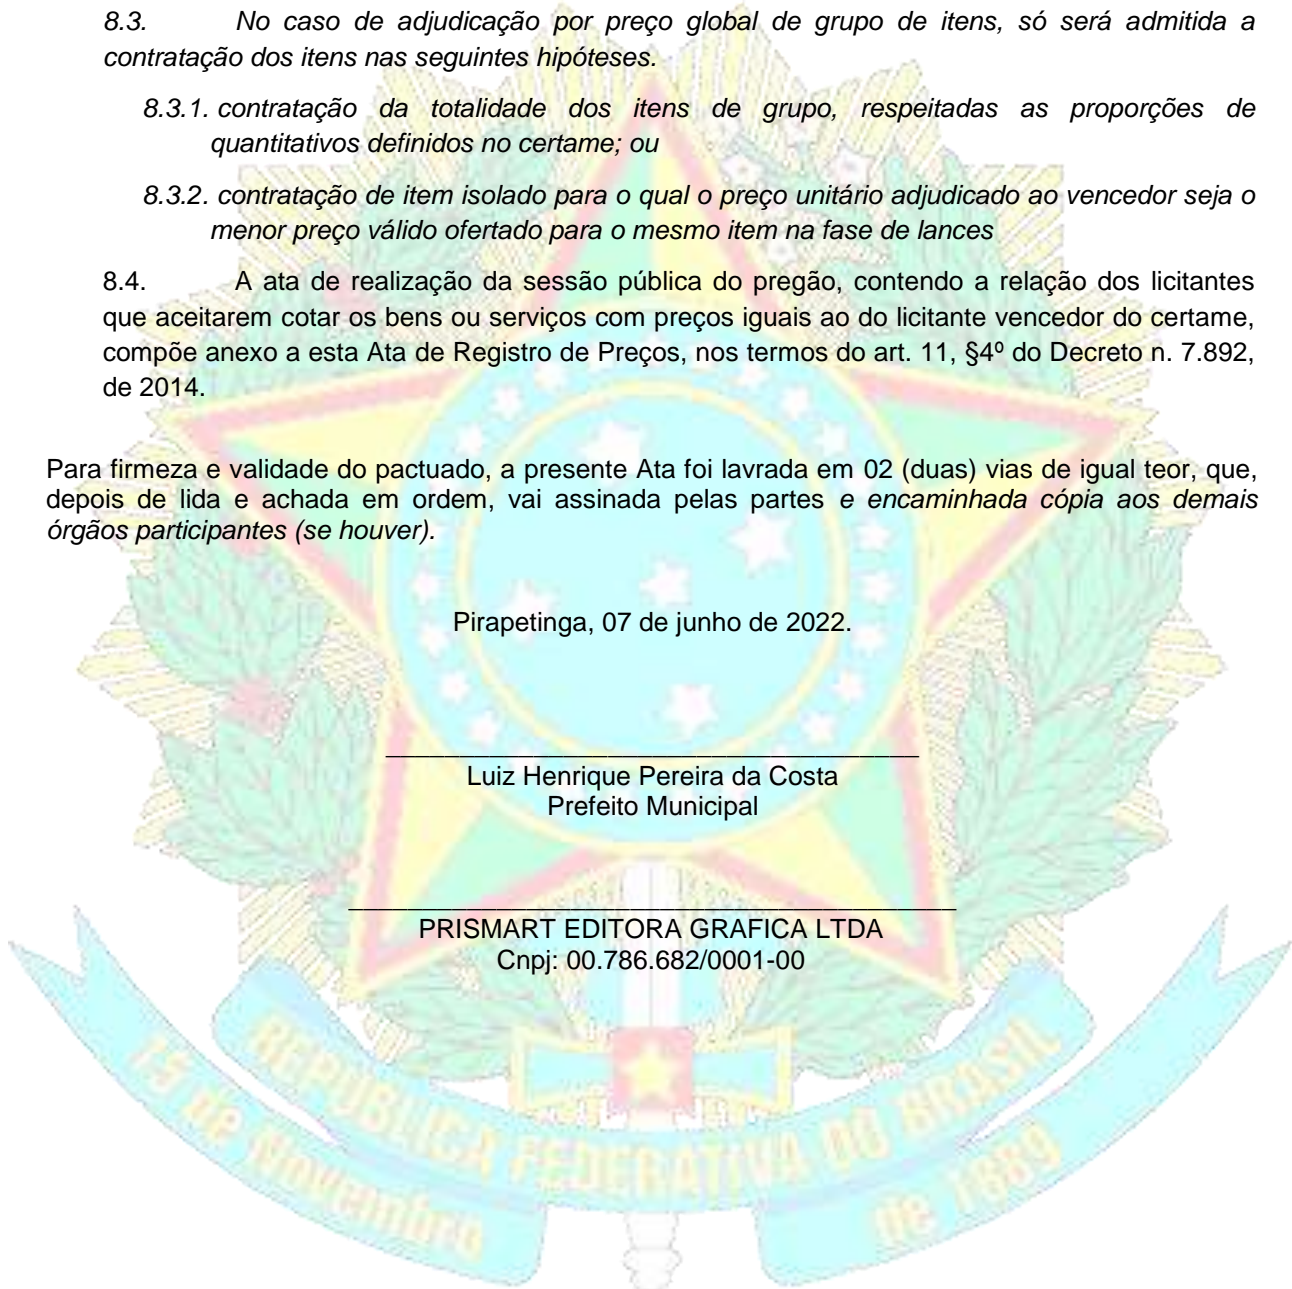 8.3. No caso de adjudicação por preço global de grupo de itens, só será admitida a
contratação dos itens nas seguintes hipóteses.
8.3.1. contratação da totalidade dos itens de grupo, respeitadas as proporções de
quantitativos definidos no certame; ou
8.3.2. contratação de item isolado para o qual o preço unitário adjudicado ao vencedor seja o
menor preço válido ofertado para o mesmo item na fase de lances
8.4. A ata de realização da sessão pública do pregão, contendo a relação dos licitantes
que aceitarem cotar os bens ou serviços com preços iguais ao do licitante vencedor do certame,
compõe anexo a esta Ata de Registro de Preços, nos termos do art. 11, §4º do Decreto n. 7.892,
de 2014.
Para firmeza e validade do pactuado, a presente Ata foi lavrada em 02 (duas) vias de igual teor, que,
depois de lida e achada em ordem, vai assinada pelas partes e encaminhada cópia aos demais
órgãos participantes (se houver).
Pirapetinga, 07 de junho de 2022.
Luiz Henrique Pereira da Costa
Prefeito Municipal
PRISMART EDITORA GRAFICA LTDA
Cnpj: 00.786.682/0001-00
REPÚBLICA FEDERATIVA DO BRASIL
15 de Novembro de 1889